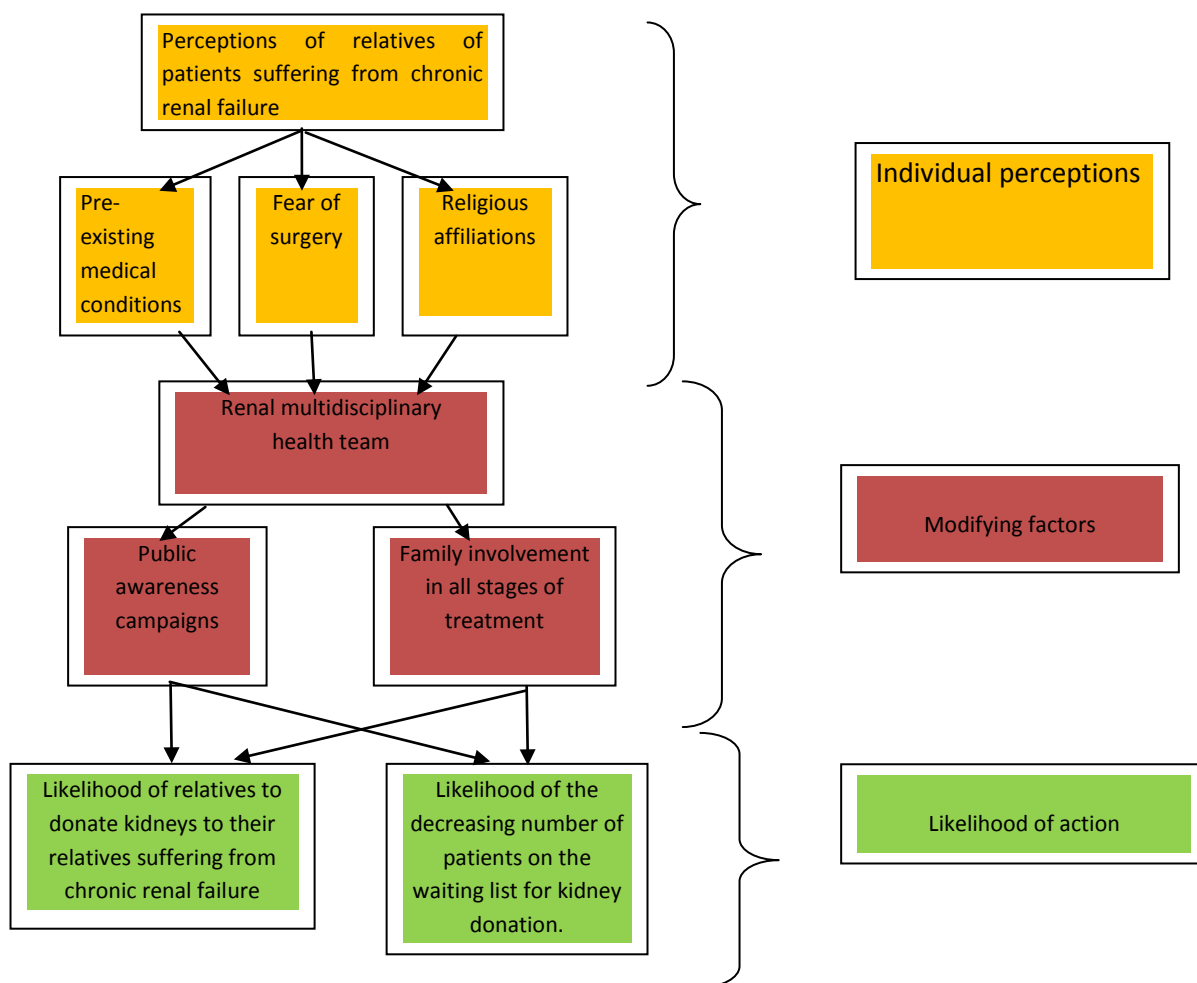 Perceptions of relatives of
patients suffering from chronic
renal failure
Individual perceptions
Pre-
existing
medical
conditions
Fear of
surgery
Religious
affiliations
Renal multidisciplinary
health team
Modifying factors
Public
awareness
campaigns
Family involvement
in all stages of
treatment
Likelihood of relatives to
donate kidneys to their
relatives suffering from
chronic renal failure
Likelihood of the
decreasing number of
patients on the
waiting list for kidney
donation.
Likelihood of action